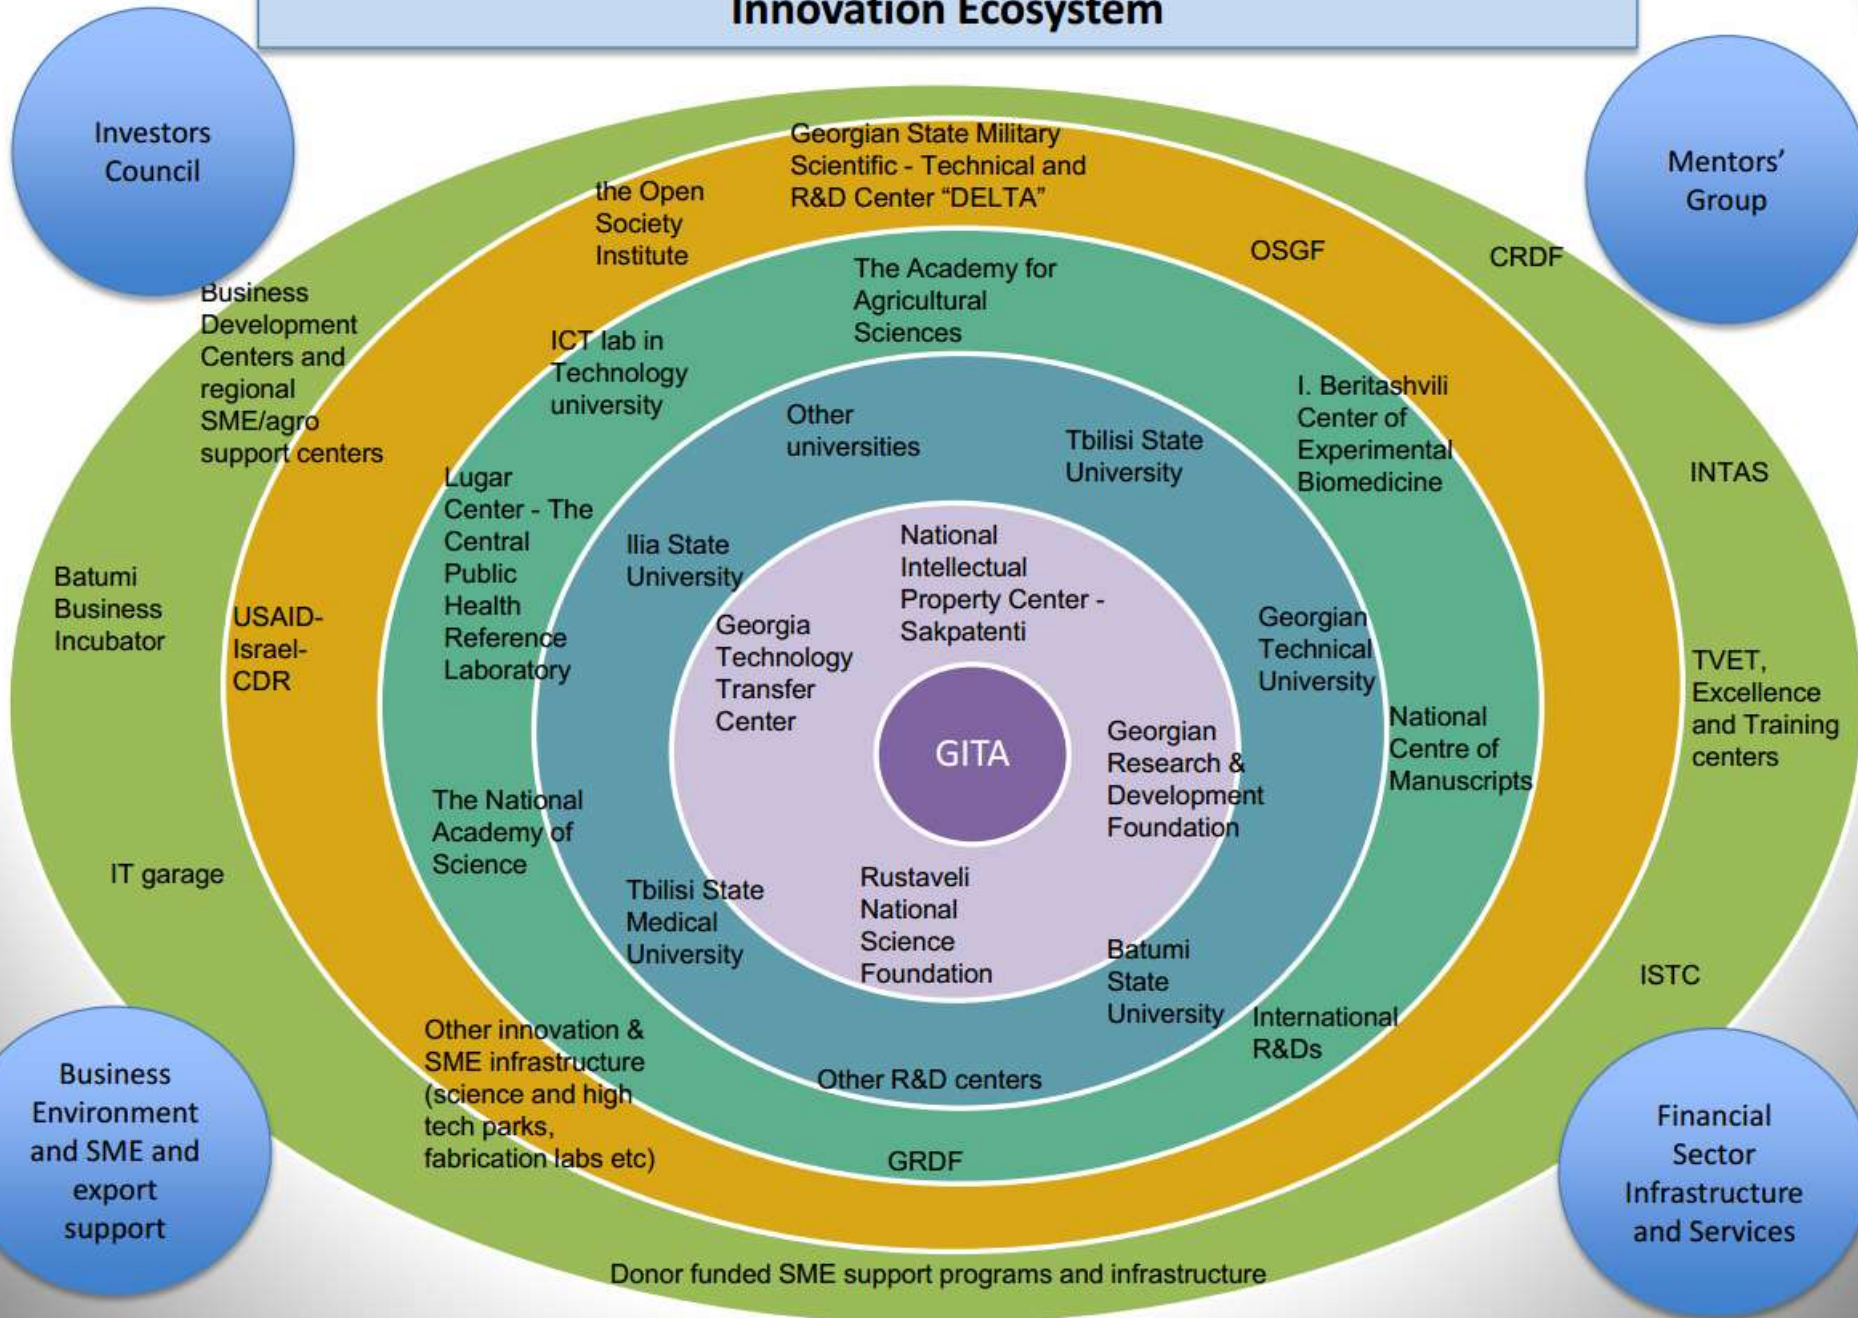 Innovation Ecosystem
Investors
Council
Mentors’
Group
Georgian State Military
Scientific - Technical and
R&D Center “DELTA”
the Open
Society
Institute
OSGF
CRDF
Business
Development
Centers and
regional
SME/agro
support centers
The Academy for
Agricultural
Sciences
ICT lab in
Technology
university
I. Beritashvili
Center of
Experimental
Biomedicine
Other
universities
Tbilisi State
University
INTAS
Lugar
Center - The
Central
Public
Health
Reference
Laboratory
Ilia State
University
National
Intellectual
Property Center -
Sakpatenti
Batumi
Business
Incubator
USAID-
Israel-
CDR
Georgia
Technology
Transfer
Center
Georgian
Technical
University
TVET,
Excellence
and Training
centers
GITA
Georgian
Research &
Development
Foundation
National
Centre of
Manuscripts
The National
Academy of
Science
IT garage
Tbilisi State
Medical
University
Rustaveli
National
Science
Foundation
Batumi
State
University
ISTC
International
R&Ds
Other innovation &
SME infrastructure
(science and high
tech parks,
fabrication labs etc)
Other R&D centers
GRDF
Business
Environment
and SME and
export
support
Financial
Sector
Infrastructure
and Services
Donor funded SME support programs and infrastructure